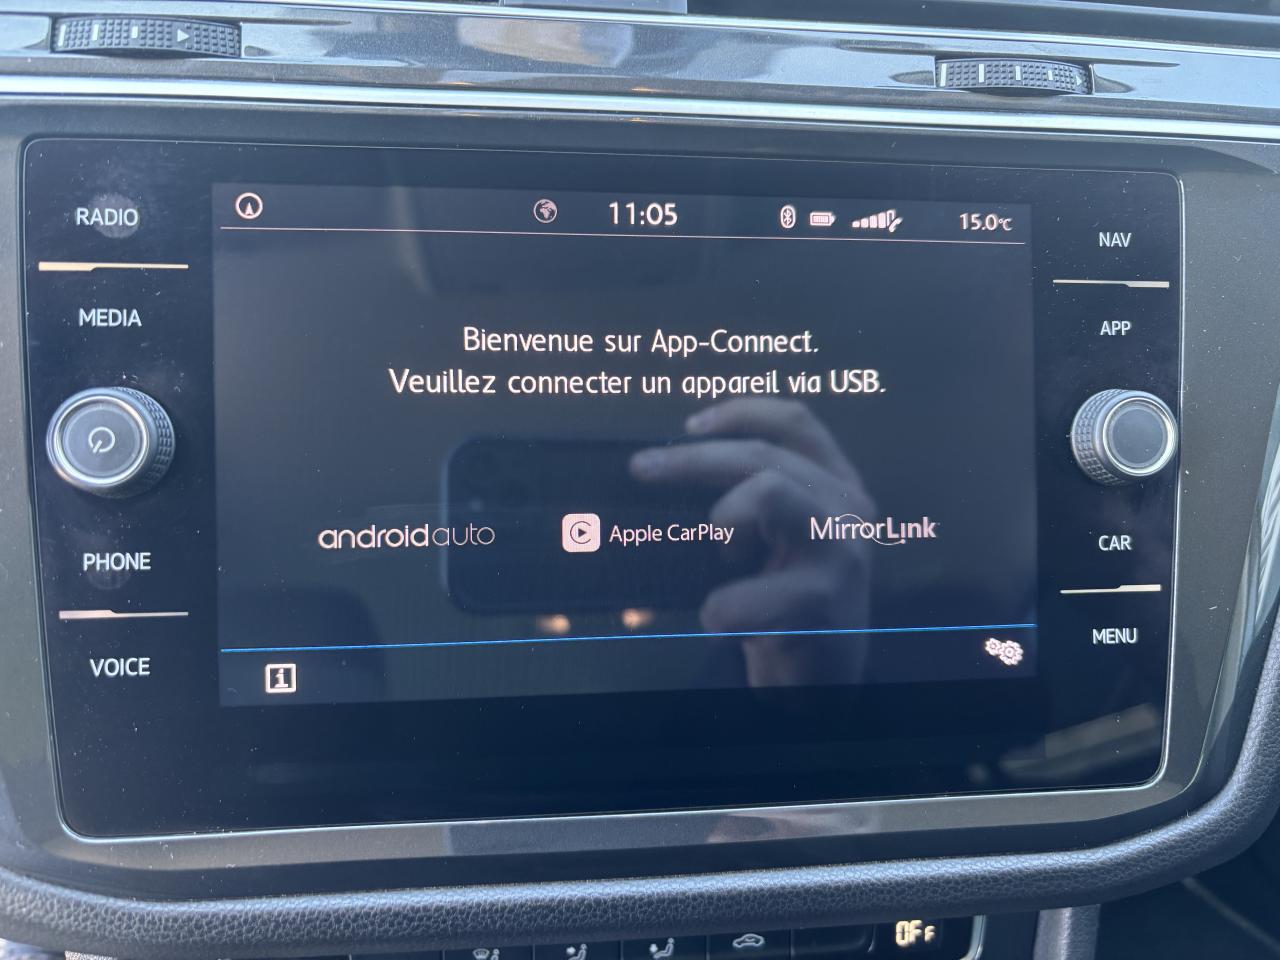 RADIO
MEDIA
PHONE
VOICE
11:05
15.0°C
Bienvenue sur App-Connect.
Veuillez connecter un appareil via USB.
androidauto
Apple CarPlay
MirrorLink
i
NAV
APP
CAR
MENU
OFF